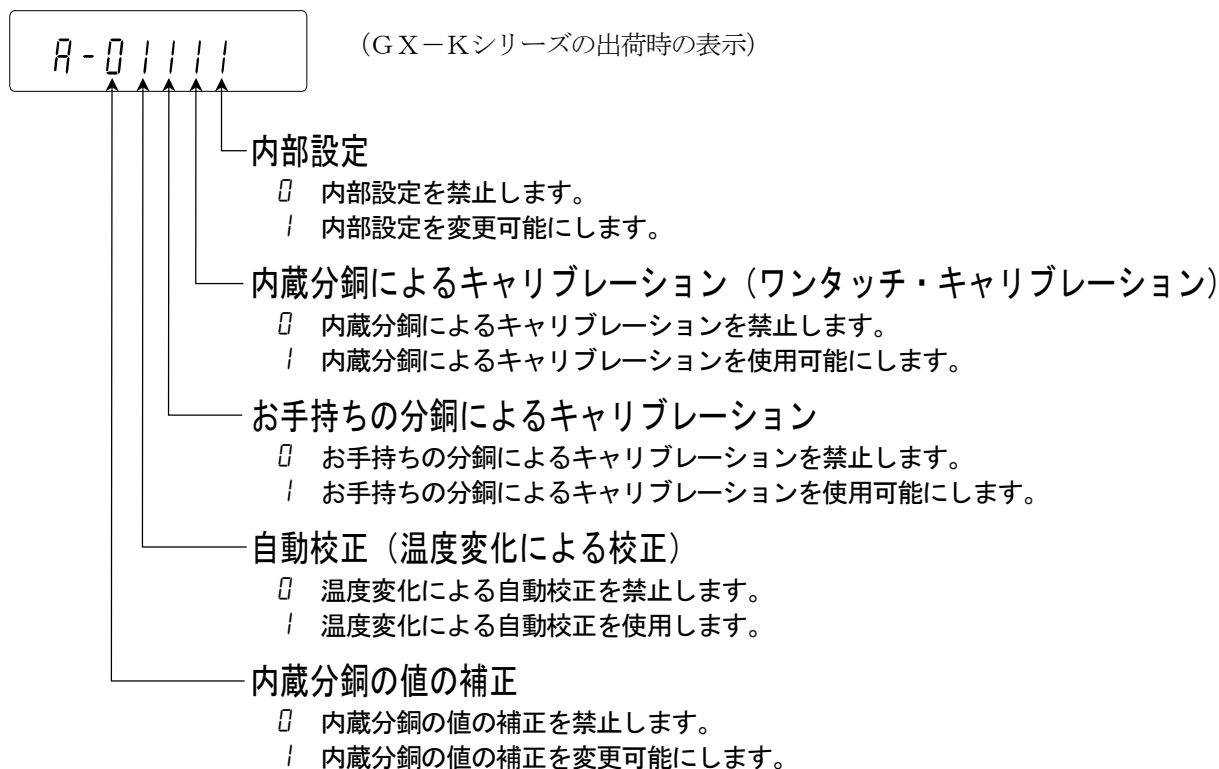 A-01111
(GX-Kシリーズの出荷時の表示)
内部設定
0 内部設定を禁止します。
1 内部設定を変更可能にします。
内蔵分銅によるキャリブレーション(ワンタッチ・キャリブレーション)
0 内蔵分銅によるキャリブレーションを禁止します。
1 内蔵分銅によるキャリブレーションを使用可能にします。
お手持ちの分銅によるキャリブレーション
0 お手持ちの分銅によるキャリブレーションを禁止します。
1 お手持ちの分銅によるキャリブレーションを使用可能にします。
自動校正(温度変化による校正)
0 温度変化による自動校正を禁止します。
1 温度変化による自動校正を使用します。
内蔵分銅の値の補正
0 内蔵分銅の値の補正を禁止します。
1 内蔵分銅の値の補正を変更可能にします。